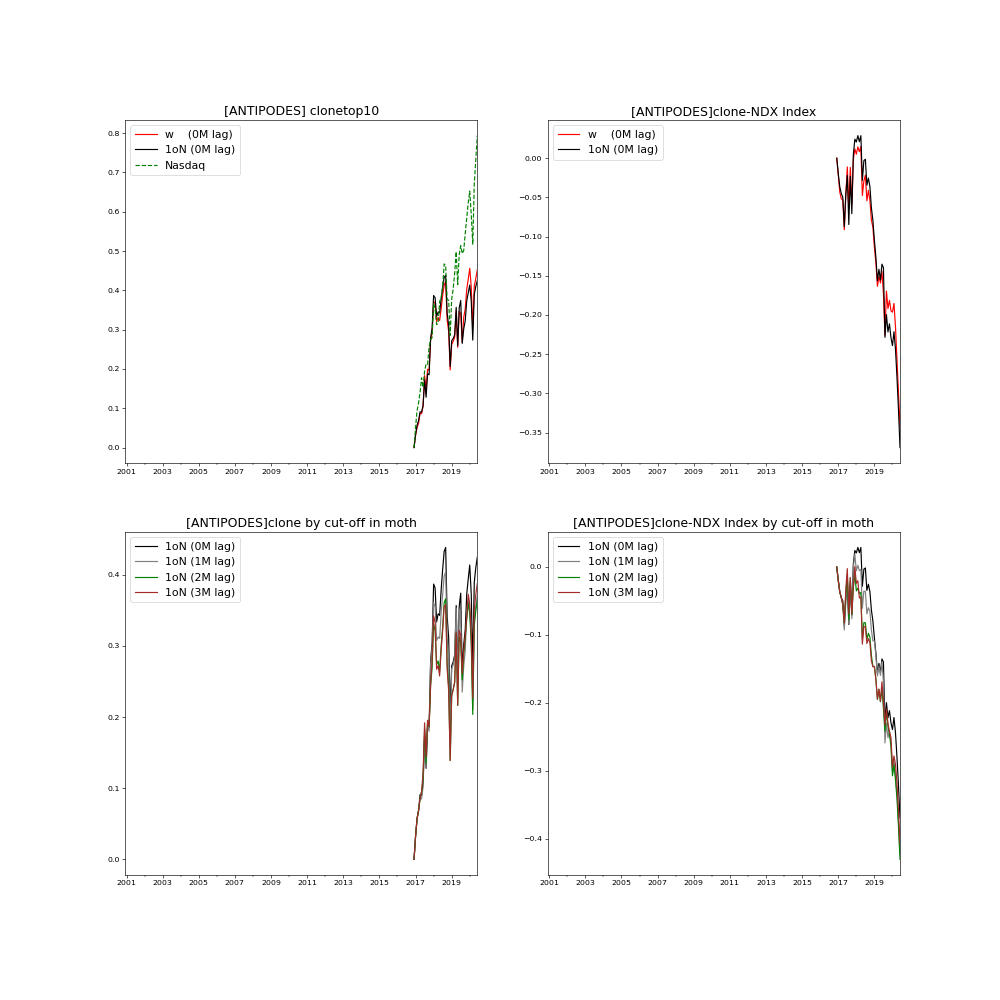 [ANTIPODES] clonetop10
w (0M lag)
1oN (0M lag)
Nasdaq
0.8
0.7
0.6
0.5
0.4
0.3
0.2
0.1
0.0
2001 2003 2005 2007 2009 2011 2013 2015 2017 2019
[ANTIPODES]clone-NDX Index
w (0M lag)
1oN (0M lag)
0.00
−0.05
−0.10
−0.15
−0.20
−0.25
−0.30
−0.35
2001 2003 2005 2007 2009 2011 2013 2015 2017 2019
[ANTIPODES]clone by cut-off in moth
1oN (0M lag)
1oN (1M lag)
1oN (2M lag)
1oN (3M lag)
0.4
0.3
0.2
0.1
0.0
2001 2003 2005 2007 2009 2011 2013 2015 2017 2019
[ANTIPODES]clone-NDX Index by cut-off in moth
1oN (0M lag)
1oN (1M lag)
1oN (2M lag)
1oN (3M lag)
0.0
−0.1
−0.2
−0.3
−0.4
2001 2003 2005 2007 2009 2011 2013 2015 2017 2019